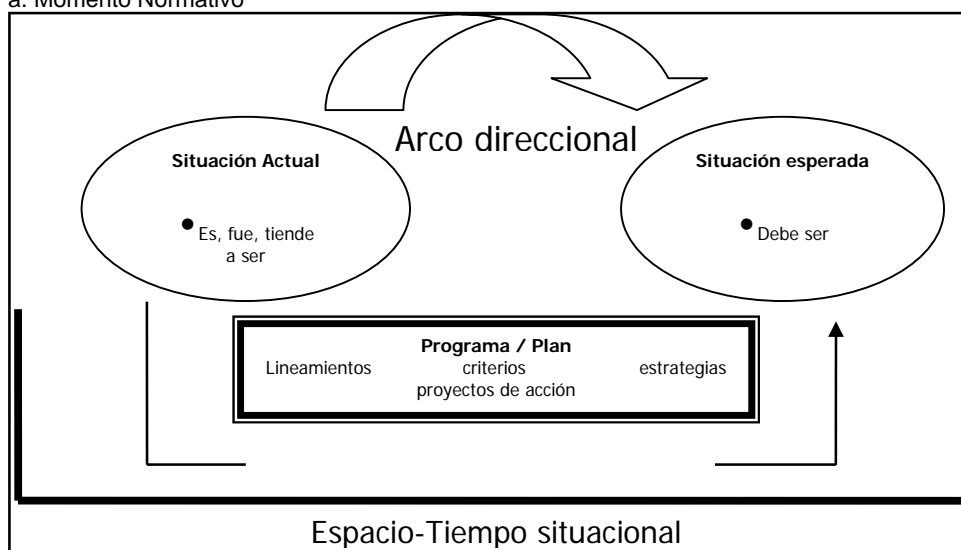 a. Momento Normativo
Arco direccional
Situación Actual
• Es, fue, tiende
a ser
Situación esperada
• Debe ser
Programa / Plan
Lineamientos criterios estrategias
proyectos de acción
Espacio-Tiempo situacional